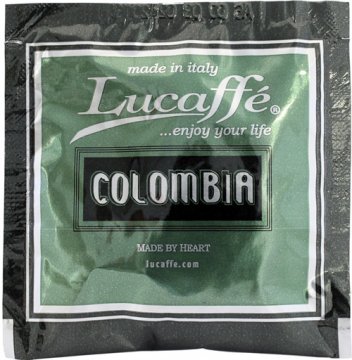 made in italy
Lucaffé®
...enjoy your life
COLOMBIA
MADE BY HEART
lucaffe.com